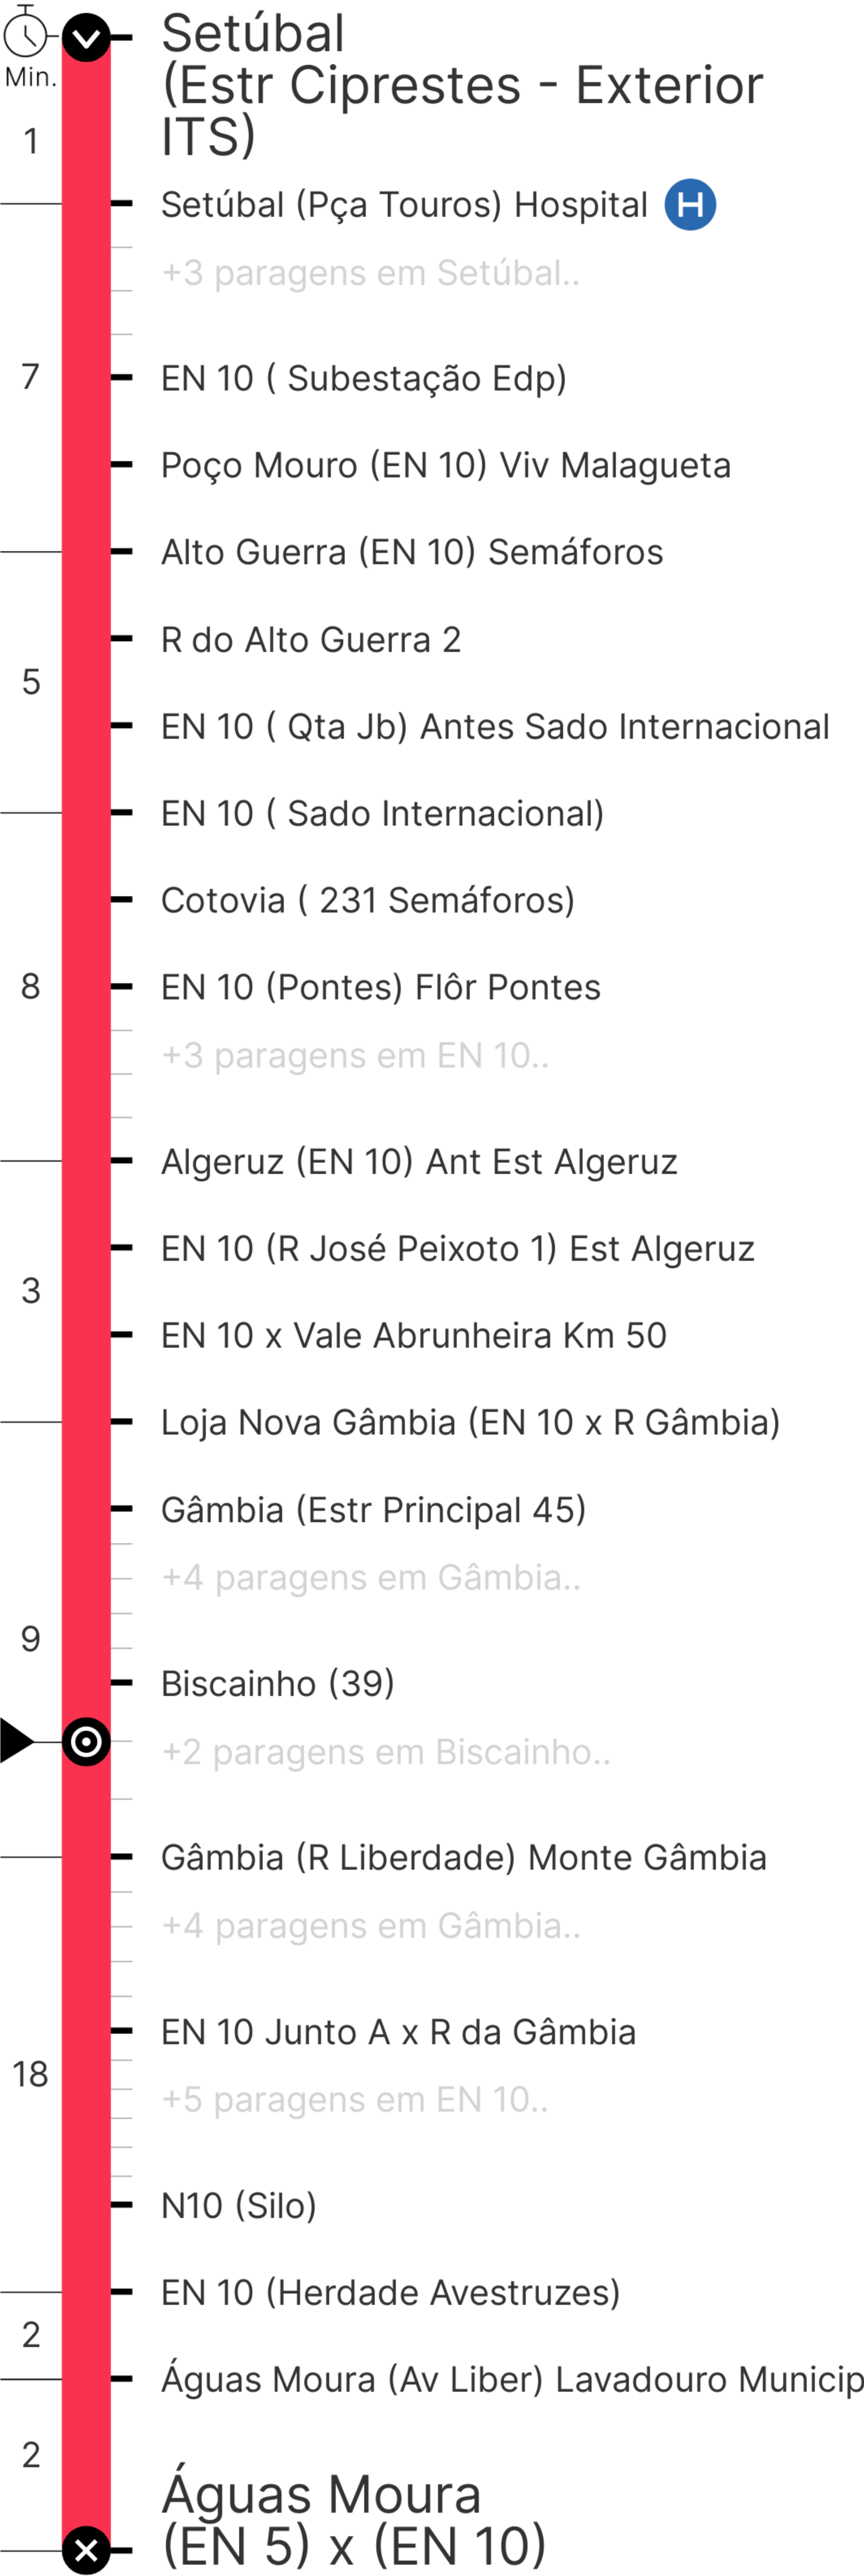 Setúbal
(Estr Ciprestes - Exterior
ITS)
Min.
1
Setúbal (Pça Touros) Hospital H
+3 paragens em Setúbal..
7
EN 10 ( Subestação Edp)
Poço Mouro (EN 10) Viv Malagueta
Alto Guerra (EN 10) Semáforos
R do Alto Guerra 2
5
EN 10 ( Qta Jb) Antes Sado Internacional
EN 10 ( Sado Internacional)
Cotovia ( 231 Semáforos)
8
EN 10 (Pontes) Flôr Pontes
+3 paragens em EN 10..
Algeruz (EN 10) Ant Est Algeruz
EN 10 (R José Peixoto 1) Est Algeruz
3
EN 10 x Vale Abrunheira Km 50
Loja Nova Gâmbia (EN 10 x R Gâmbia)
Gâmbia (Estr Principal 45)
+4 paragens em Gâmbia..
9
Biscainho (39)
+2 paragens em Biscainho..
Gâmbia (R Liberdade) Monte Gâmbia
+4 paragens em Gâmbia..
EN 10 Junto A x R da Gâmbia
18
+5 paragens em EN 10..
N10 (Silo)
EN 10 (Herdade Avestruzes)
2
Águas Moura (Av Liber) Lavadouro Municip
2
Águas Moura
(EN 5) x (EN 10)